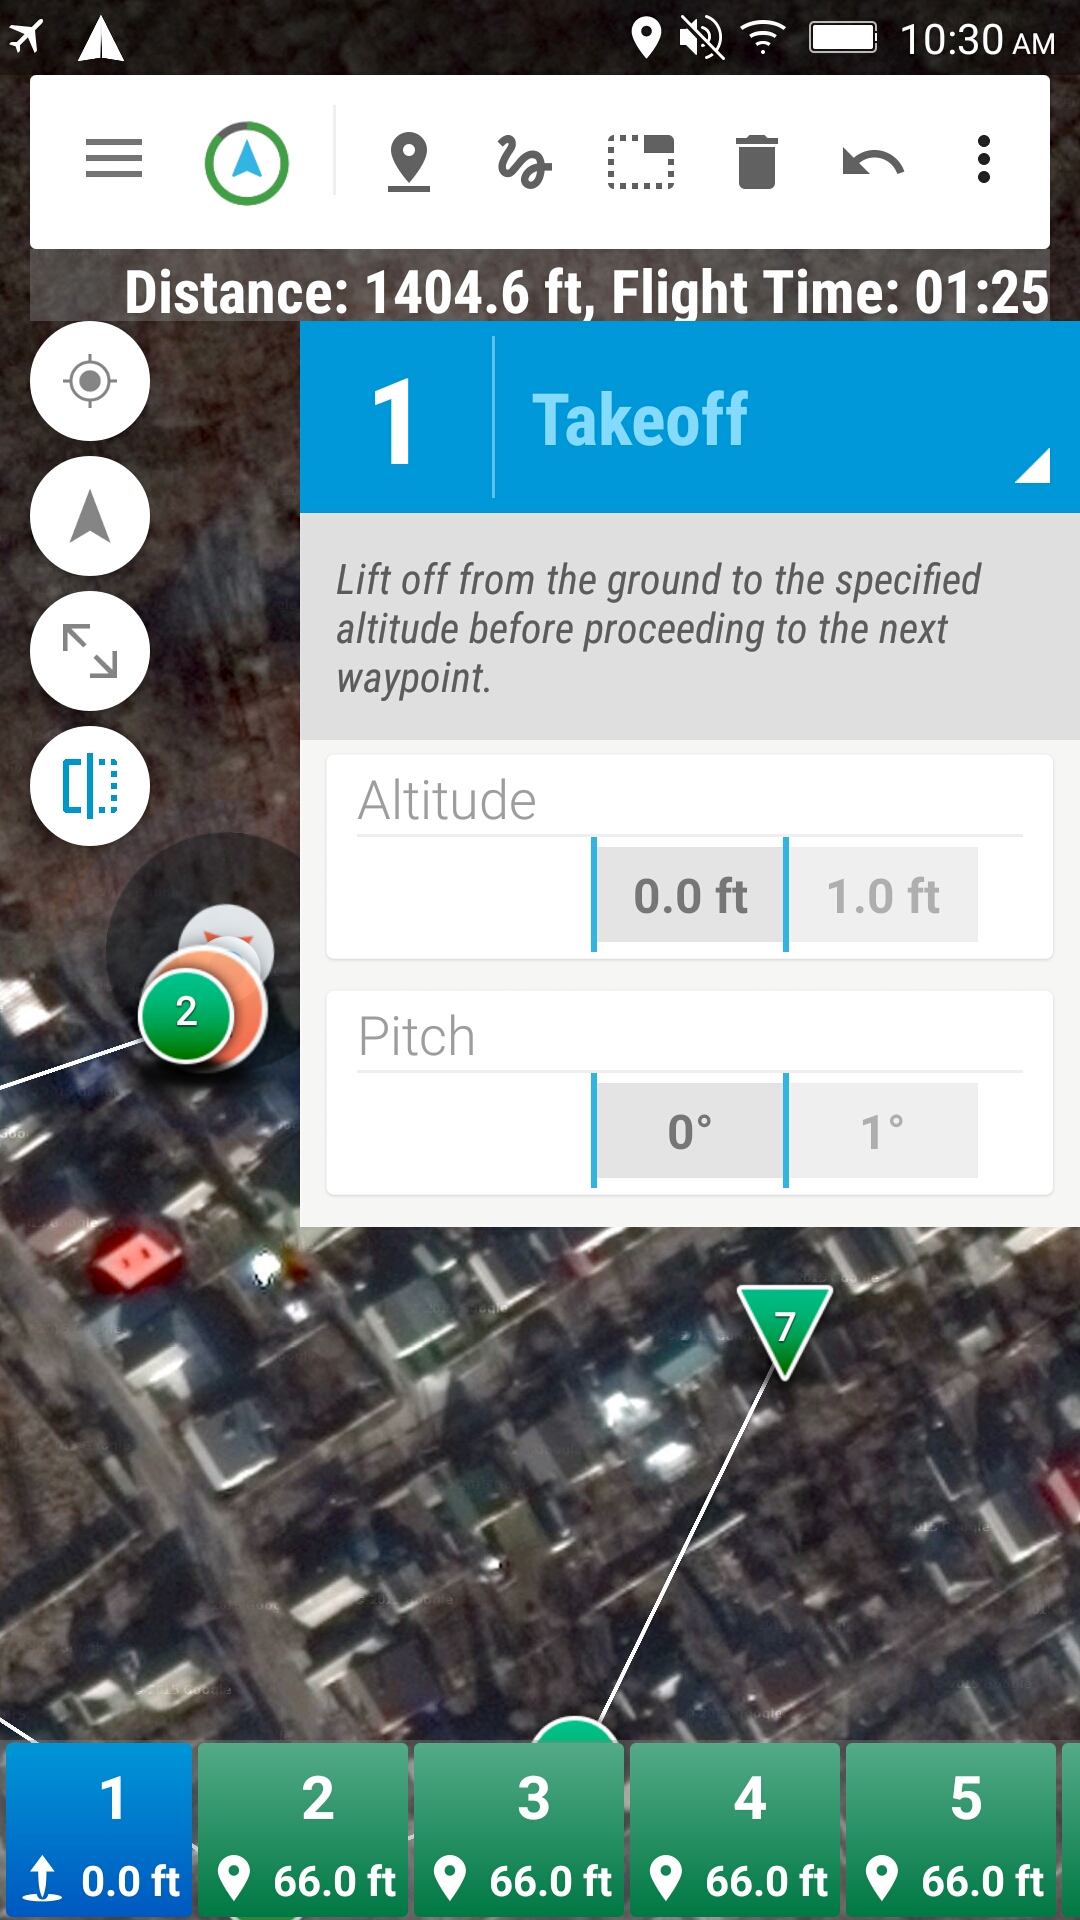 10:30 AM
Distance: 1404.6 ft, Flight Time: 01:25
1 Takeoff
Lift off from the ground to the specified
altitude before proceeding to the next
waypoint.
Altitude
0.0 ft 1.0 ft
2
Pitch
0° 1°
7
1 2 3 4 5
0.0 ft 66.0 ft 66.0 ft 66.0 ft 66.0 ft